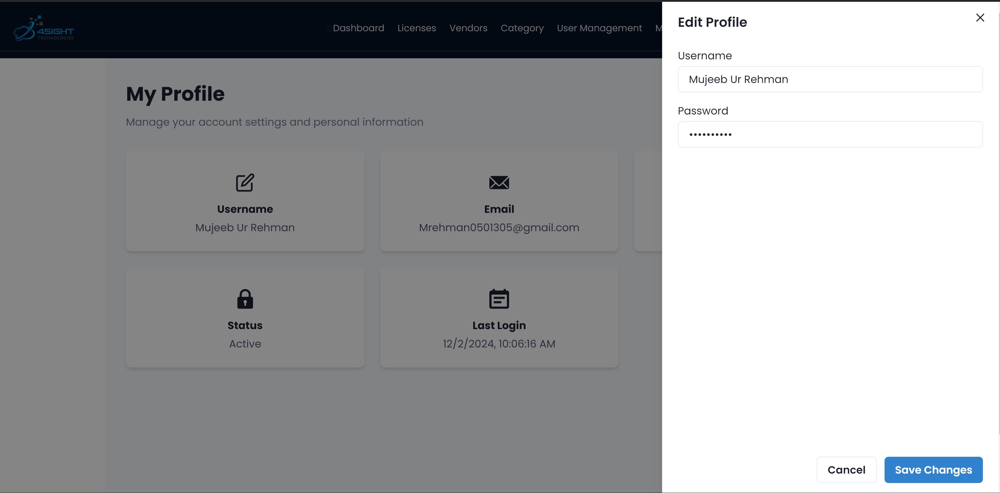 4SIGHT
TECHNOLOGIES
Dashboard Licenses Vendors Category User Management M
My Profile
Manage your account settings and personal information
Username
Mujeeb Ur Rehman
Email
Mrehman0501305@gmail.com
Status
Active
Last Login
12/2/2024, 10:06:16 AM
Edit Profile
Username
Mujeeb Ur Rehman
Password
••••••••••
Cancel Save Changes